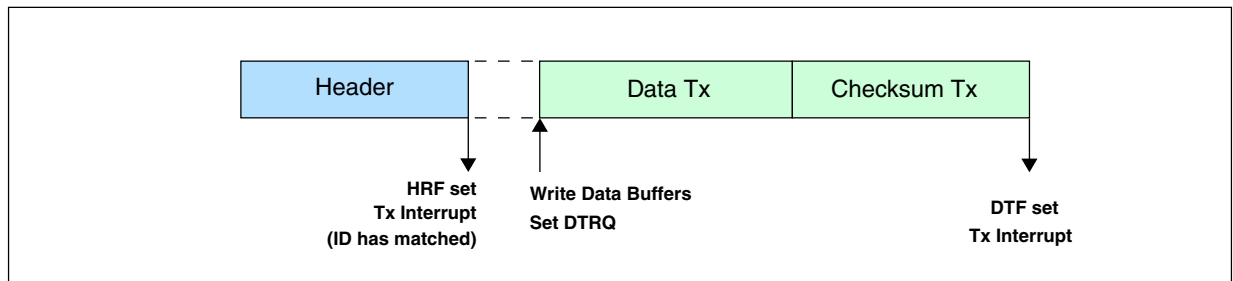 Header
Data Tx
Checksum Tx
HRF set
Tx Interrupt
(ID has matched)
Write Data Buffers
Set DTRQ
DTF set
Tx Interrupt